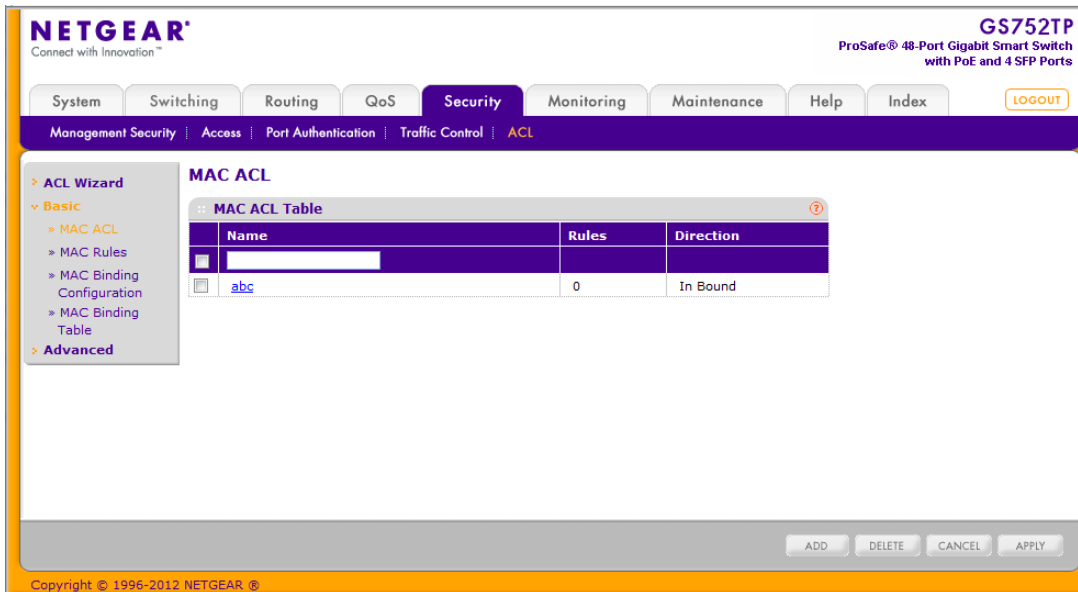 NETGEAR®
Connect with Innovation™
GS752TP
ProSafe® 48-Port Gigabit Smart Switch
with PoE and 4 SFP Ports
System Switching Routing QoS Security Monitoring Maintenance Help Index LOGOUT
Management Security Access Port Authentication Traffic Control ACL
ACL Wizard
Basic
» MAC ACL
» MAC Rules
» MAC Binding
Configuration
» MAC Binding
Table
Advanced
MAC ACL
MAC ACL Table ?
Name Rules Direction
abc 0 In Bound
ADD DELETE CANCEL APPLY
Copyright © 1996-2012 NETGEAR ®